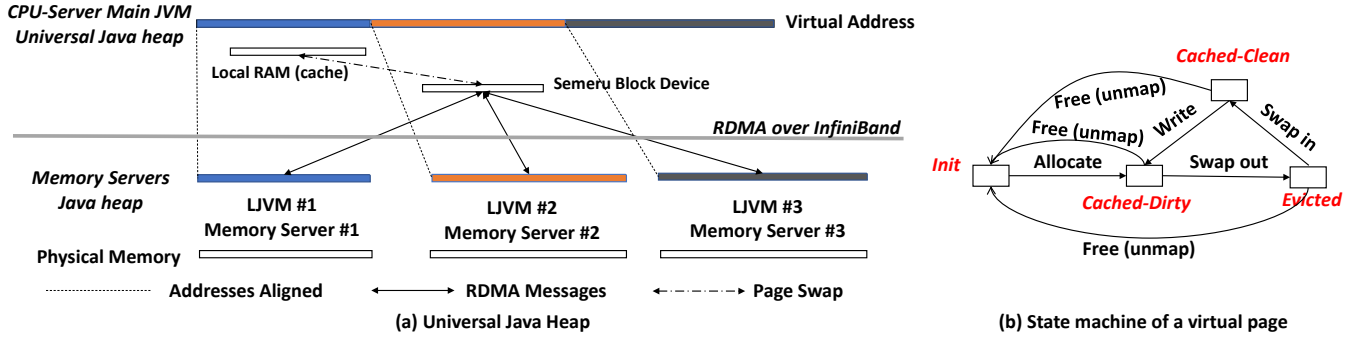 CPU-Server Main JVM
Universal Java heap
Virtual Address
Local RAM (cache)
Semeru Block Device
RDMA over InfiniBand
Memory Servers
Java heap
LJVM #1
Memory Server #1
LJVM #2
Memory Server #2
LJVM #3
Memory Server #3
Physical Memory
Addresses Aligned
RDMA Messages
Page Swap
(a) Universal Java Heap
Cached-Clean
Free (unmap)
Write
Swap in
Free (unmap)
Init
Allocate
Swap out
Cached-Dirty
Evicted
Free (unmap)
(b) State machine of a virtual page